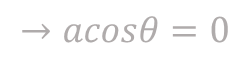 → acosθ = 0